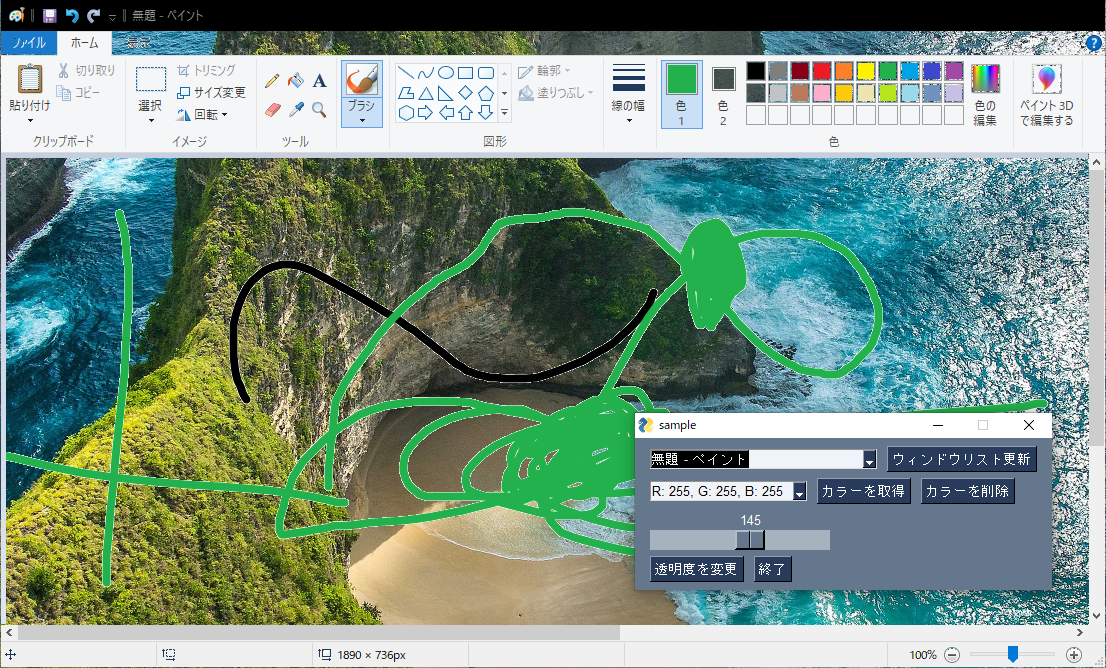 無題 - ペイント
ファイル ホーム 表示
貼り付け
切り取り
コピー
クリップボード
選択
トリミング
サイズ変更
回転
イメージ
A
ツール
ブラシ
輪郭
塗りつぶし
図形
線の幅
色
1
色
2
色の
編集
色
ペイント 3D
で編集する
?
sample
無題 - ペイント
ウィンドウリスト更新
R: 255, G: 255, B: 255
カラーを取得
カラーを削除
145
透明度を変更
終了
1890 × 736px
100%